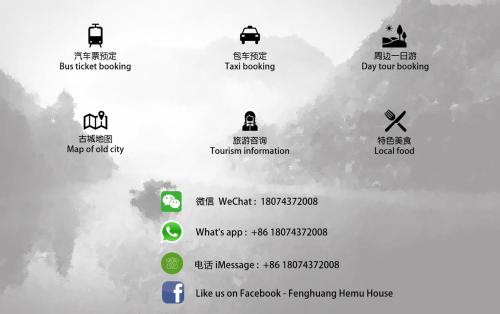 汽车票预定
Bus ticket booking
包车预定
Taxi booking
周边一日游
Day tour booking
古城地图
Map of old city
旅游咨询
Tourism information
特色美食
Local food
微信 WeChat : 18074372008
What's app : +86 18074372008
电话 iMessage : +86 18074372008
Like us on Facebook - Fenghuang Hemu House